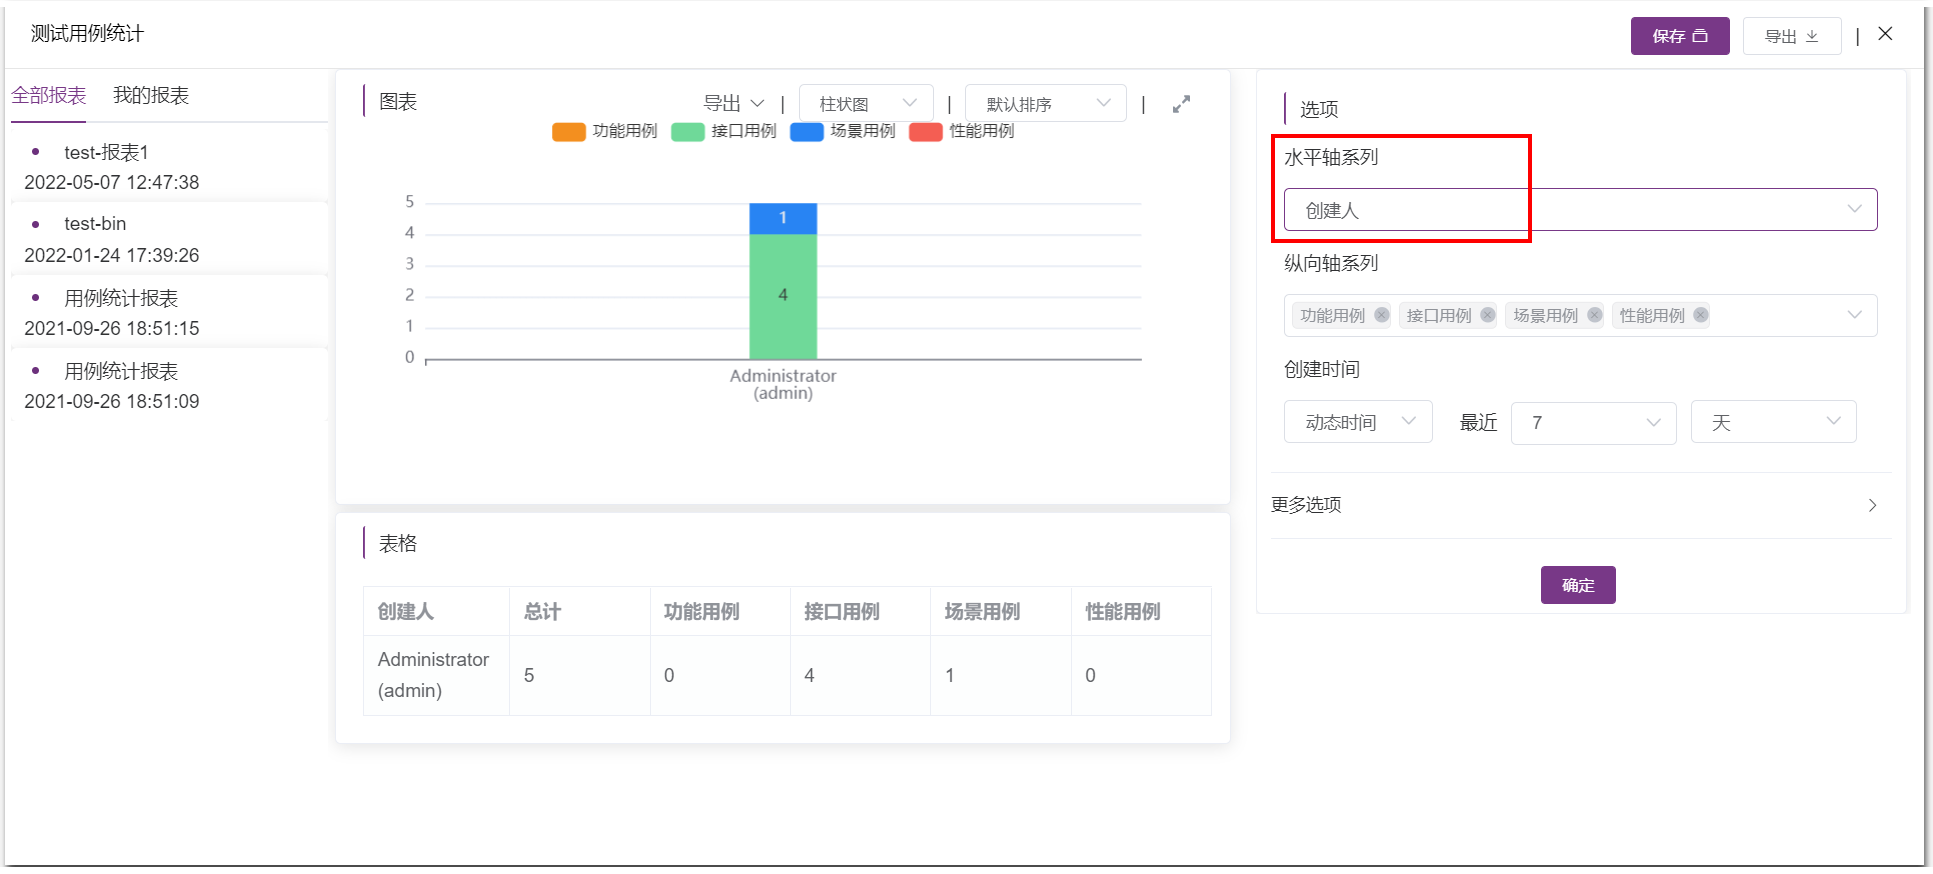 测试用例统计
保存
导出
|
全部报表 我的报表
test-报表1
2022-05-07 12:47:38
test-bin
2022-01-24 17:39:26
用例统计报表
2021-09-26 18:51:15
用例统计报表
2021-09-26 18:51:09
图表
导出 | 柱状图 | 默认排序 |
功能用例 接口用例 场景用例 性能用例
5
4
3
2
1
0
1
4
Administrator
(admin)
表格
创建人 总计 功能用例 接口用例 场景用例 性能用例
Administrator
(admin) 5 0 4 1 0
选项
水平轴系列
创建人
纵向轴系列
功能用例 接口用例 场景用例 性能用例
创建时间
动态时间 最近 7 天
更多选项
确定